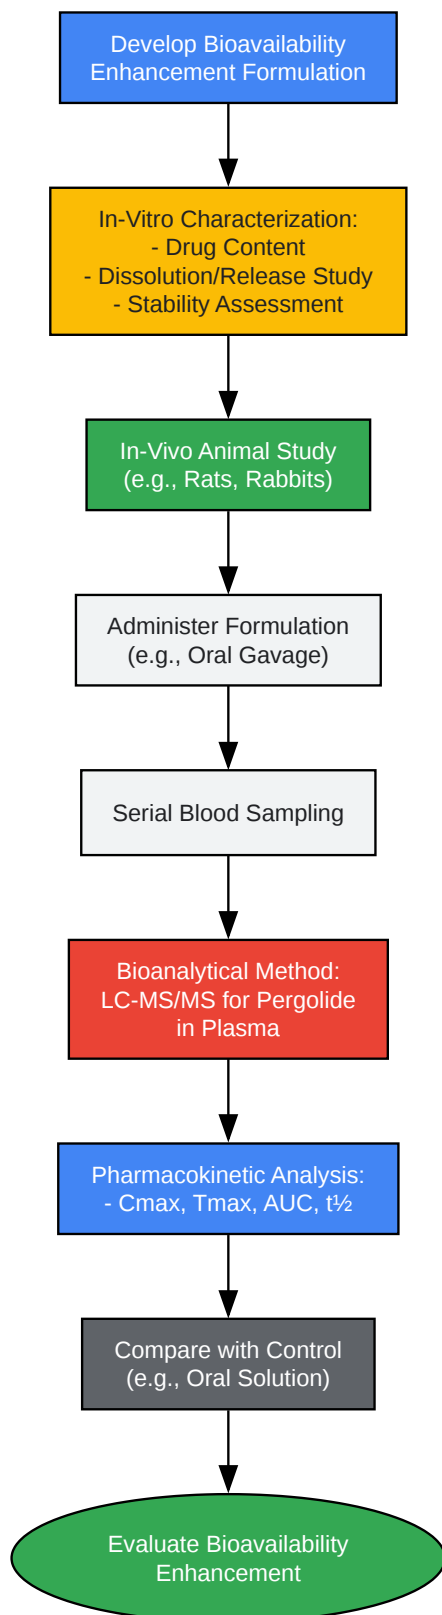 Develop Bioavailability
Enhancement Formulation
In-Vitro Characterization:
- Drug Content
- Dissolution/Release Study
- Stability Assessment
In-Vivo Animal Study
(e.g., Rats, Rabbits)
Administer Formulation
(e.g., Oral Gavage)
Serial Blood Sampling
Bioanalytical Method:
LC-MS/MS for Pergolide
in Plasma
Pharmacokinetic Analysis:
- Cmax, Tmax, AUC, t½
Compare with Control
(e.g., Oral Solution)
Evaluate Bioavailability
Enhancement